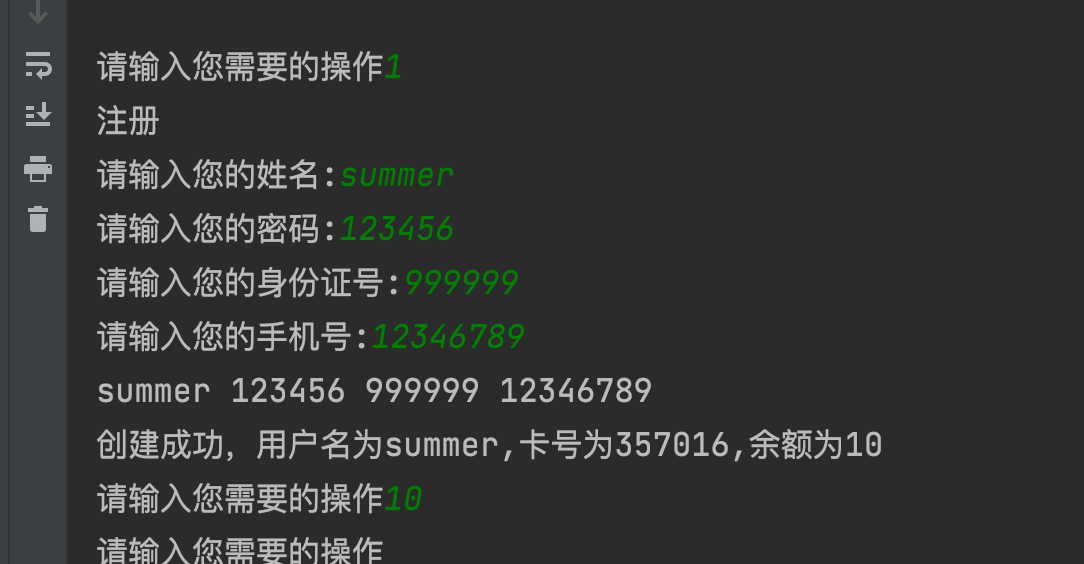 请输入您需要的操作1
注册
请输入您的姓名:summer
请输入您的密码:123456
请输入您的身份证号:999999
请输入您的手机号:12346789
summer 123456 999999 12346789
创建成功，用户名为summer,卡号为357016,余额为10
请输入您需要的操作10
请输入您需要的操作